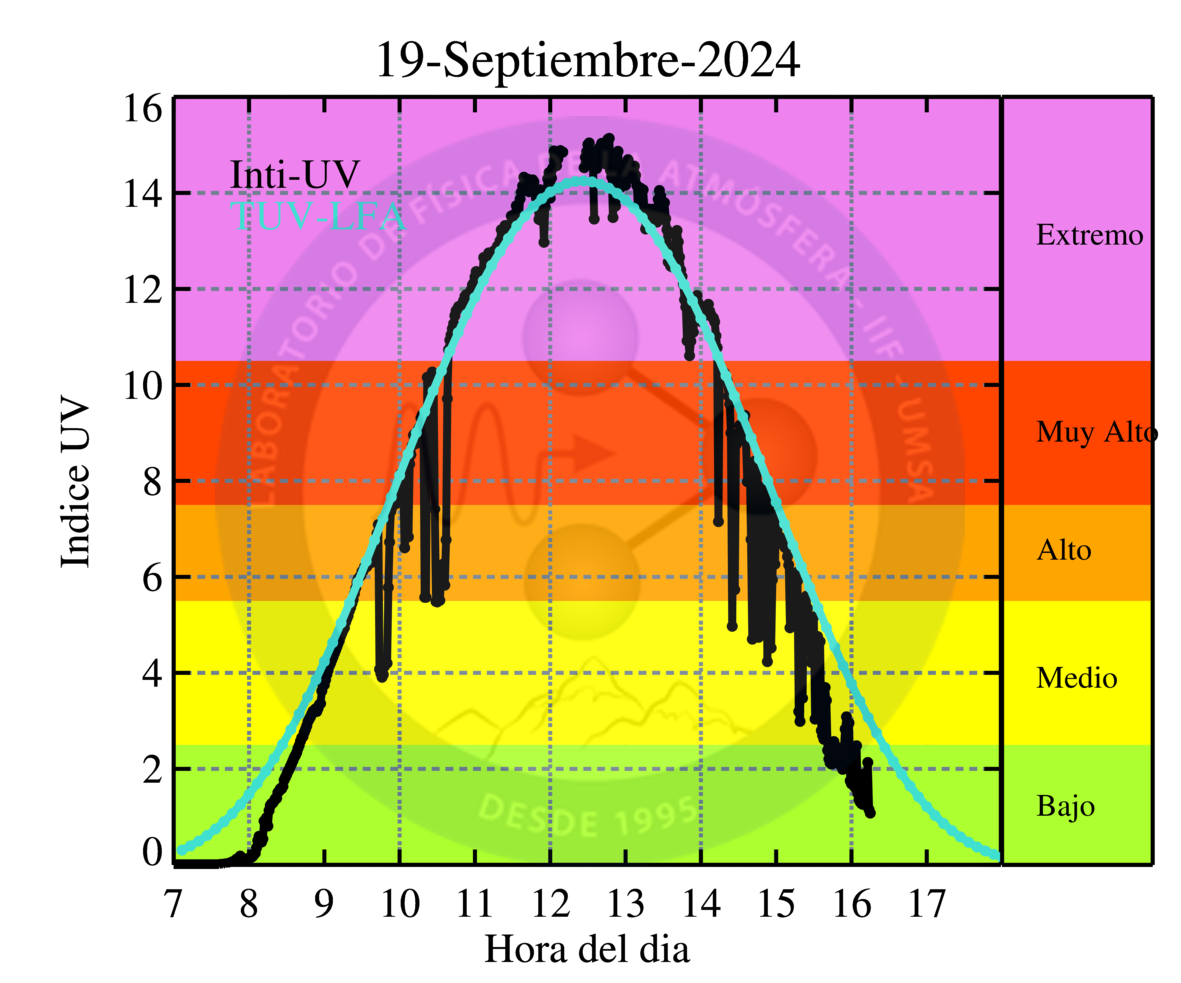 19-Septiembre-2024
16
14
12
10
8
6
4
2
0
Indice UV
Inti-UV
TUV-LFA
LABORATORIO DE FÍSICA DE LA ATMÓSFERA - IIF - UMSA
DESDE 1995
Extremo
Muy Alto
Alto
Medio
Bajo
7 8 9 10 11 12 13 14 15 16 17
Hora del dia